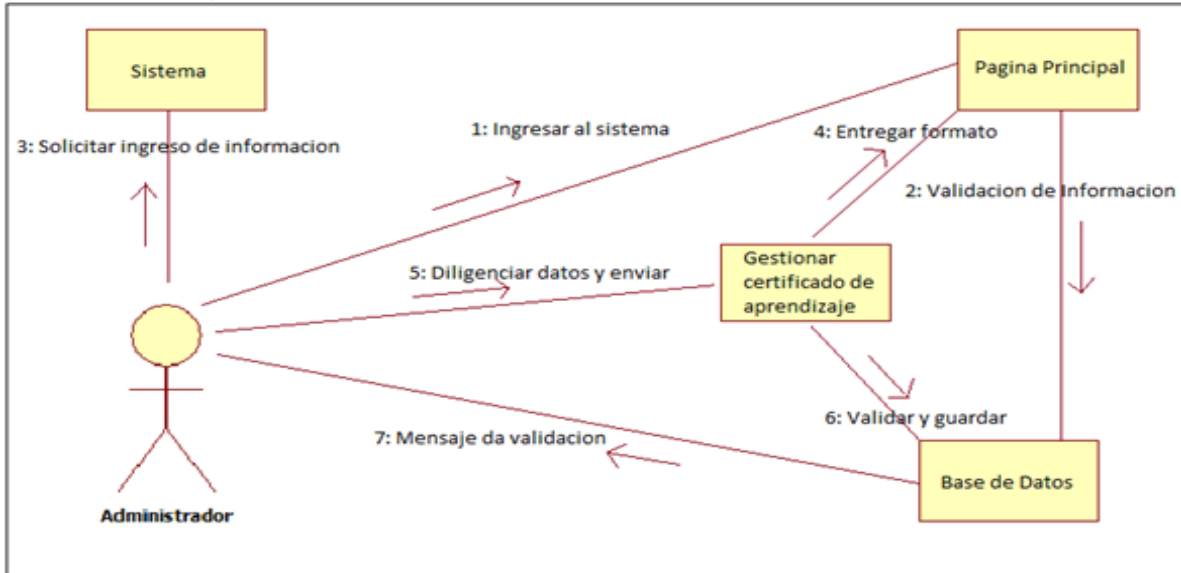 Sistema
Pagina Principal
1: Ingresar al sistema
4: Entregar formato
3: Solicitar ingreso de informacion
2: Validacion de Informacion
Gestionar
certificado de
aprendizaje
5: Diligenciar datos y enviar
6: Validar y guardar
7: Mensaje da validacion
Base de Datos
Administrador